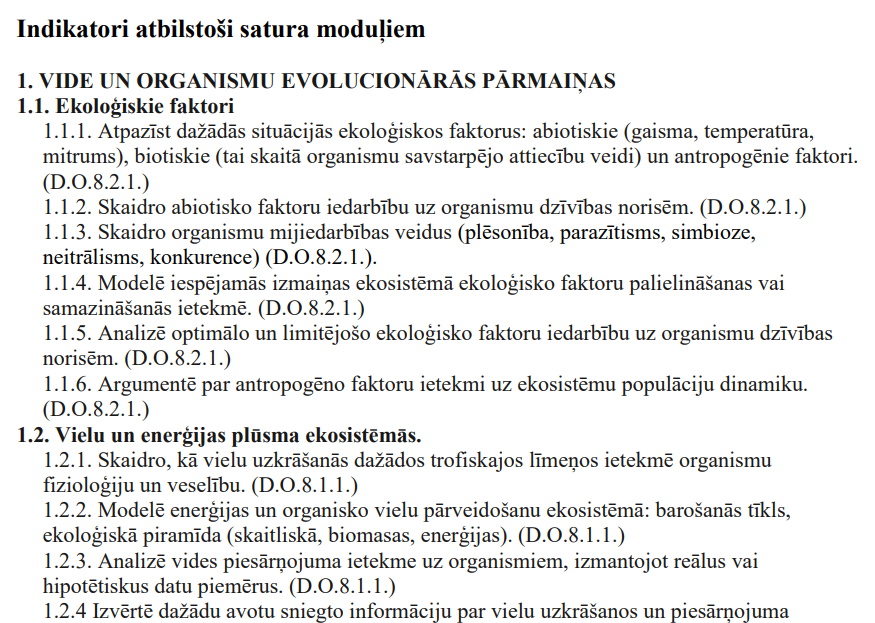 Indikatori atbilstoši satura moduļiem
1. VIDE UN ORGANISMU EVOLUCIONĀRĀS PĀRMAIŅAS
1.1. Ekoloģiskie faktori
1.1.1. Atpazīst dažādās situācijās ekoloģiskos faktorus: abiotiskie (gaisma, temperatūra,
mitrums), biotiskie (tai skaitā organismu savstarpējo attiecību veidi) un antropogēnie faktori.
(D.O.8.2.1.)
1.1.2. Skaidro abiotisko faktoru iedarbību uz organismu dzīvības norisēm. (D.O.8.2.1.)
1.1.3. Skaidro organismu mijiedarbības veidus (plēsonība, parazītisms, simbioze,
neitrālisms, konkurence) (D.O.8.2.1.).
1.1.4. Modelē iespējamās izmaiņas ekosistēmā ekoloģisko faktoru palielināšanas vai
samazināšanās ietekmē. (D.O.8.2.1.)
1.1.5. Analizē optimālo un limitējošo ekoloģisko faktoru iedarbību uz organismu dzīvības
norisēm. (D.O.8.2.1.)
1.1.6. Argumentē par antropogēno faktoru ietekmi uz ekosistēmu populāciju dinamiku.
(D.O.8.2.1.)
1.2. Vielu un enerģijas plūsma ekosistēmās.
1.2.1. Skaidro, kā vielu uzkrāšanās dažādos trofiskajos līmeņos ietekmē organismu
fizioloģiju un veselību. (D.O.8.1.1.)
1.2.2. Modelē enerģijas un organisko vielu pārveidošanu ekosistēmā: barošanās tīkls,
ekoloģiskā piramīda (skaitliskā, biomasas, enerģijas). (D.O.8.1.1.)
1.2.3. Analizē vides piesārņojuma ietekme uz organismiem, izmantojot reālus vai
hipotētiskus datu piemērus. (D.O.8.1.1.)
1.2.4 Izvērtē dažādu avotu sniegto informāciju par vielu uzkrāšanos un piesārņojuma